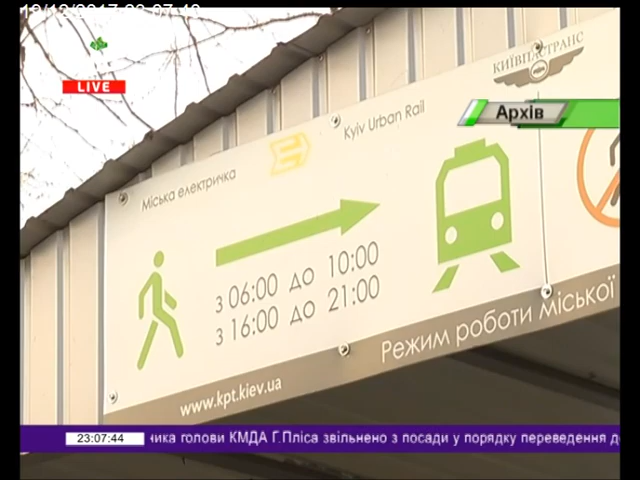 LIVE
КИЇВПАСТРАНС
Архів
Kyiv Urban Rail
Міська електричка
з 06:00 до 10:00
з 16:00 до 21:00
Режим роботи міської
www.kpt.kiev.ua
23:07:44
ника голови КМДА Г.Пліса звільнено з посади у порядку переведення д